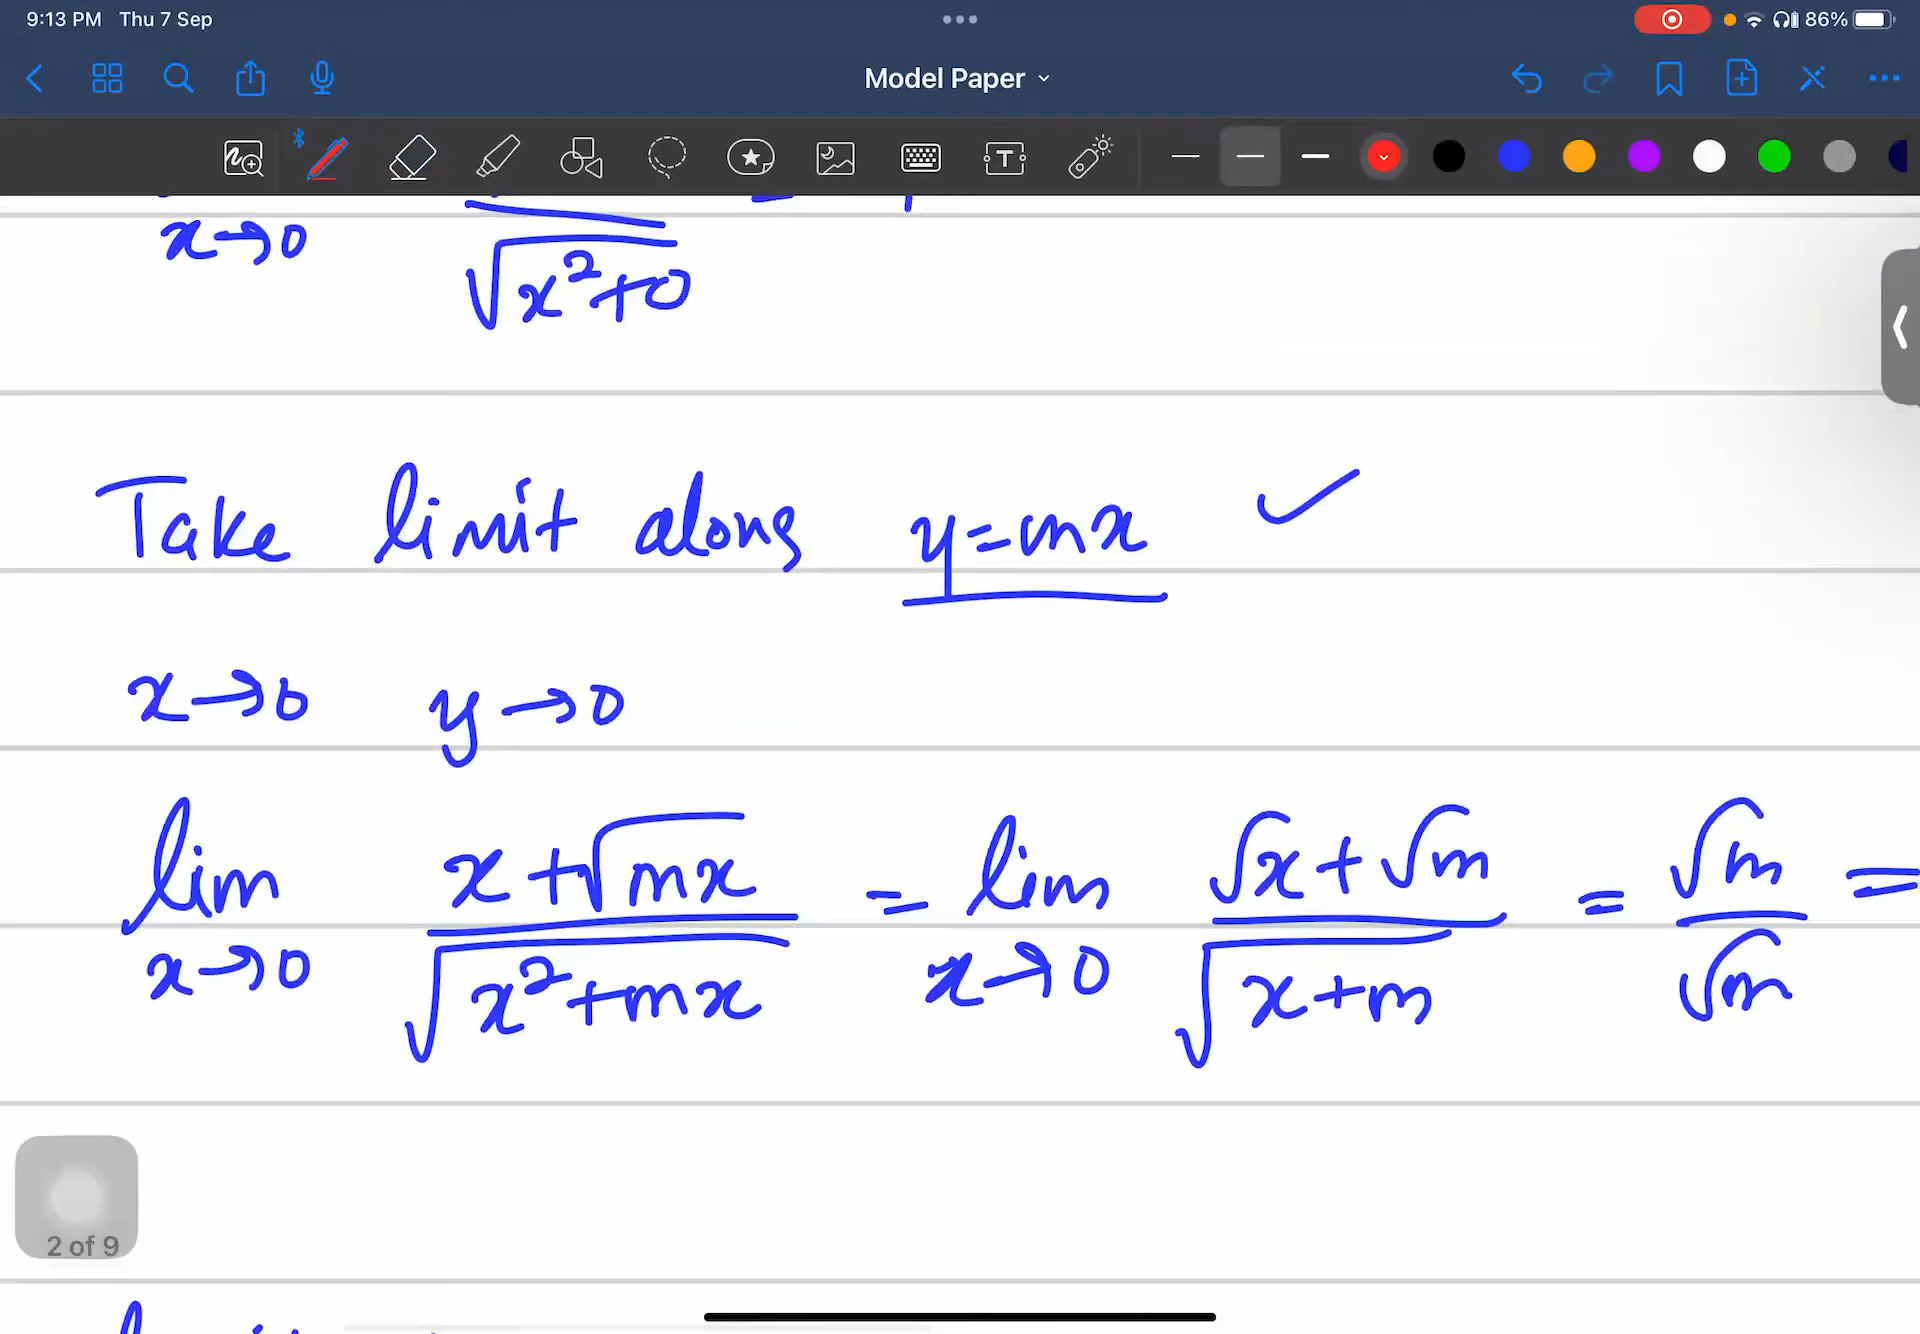 9:13 PM Thu 7 Sep
86%
Model Paper
T
x→0 √(x²+0) =
Take limit along y=mx ✓
x→0 y→0
lim x→0 (x+√mx)/√(x²+mx) = lim x→0 (√x+√m)/√(x+m) = √m/√m =
2 of 9